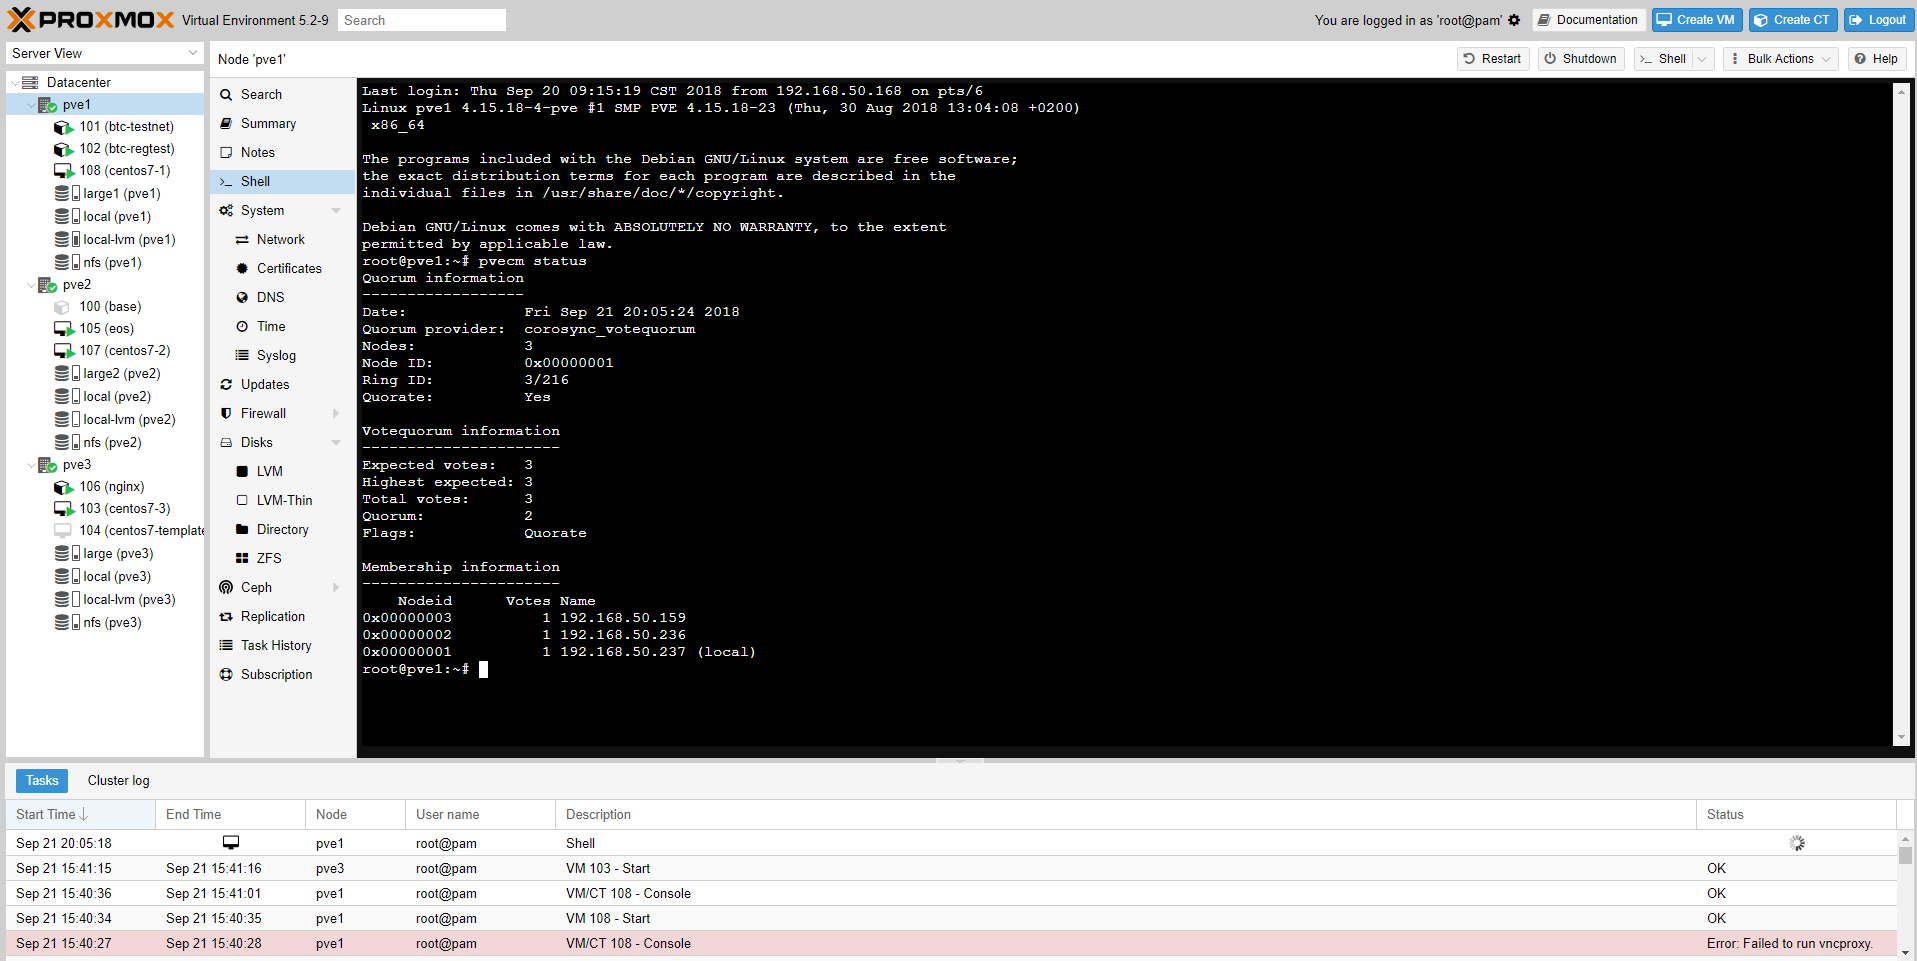 PROXMOX Virtual Environment 5.2-9 Search You are logged in as 'root@pam' Documentation Create VM Create CT Logout
Server View
Datacenter
pve1
101 (btc-testnet)
102 (btc-regtest)
108 (centos7-1)
large1 (pve1)
local (pve1)
local-lvm (pve1)
nfs (pve1)
pve2
100 (base)
105 (eos)
107 (centos7-2)
large2 (pve2)
local (pve2)
local-lvm (pve2)
nfs (pve2)
pve3
106 (nginx)
103 (centos7-3)
104 (centos7-template
large (pve3)
local (pve3)
local-lvm (pve3)
nfs (pve3)
Node 'pve1' Restart Shutdown Shell Bulk Actions Help
Search
Summary
Notes
Shell
System
Network
Certificates
DNS
Time
Syslog
Updates
Firewall
Disks
LVM
LVM-Thin
Directory
ZFS
Ceph
Replication
Task History
Subscription
Last login: Thu Sep 20 09:15:19 CST 2018 from 192.168.50.168 on pts/6
Linux pve1 4.15.18-4-pve #1 SMP PVE 4.15.18-23 (Thu, 30 Aug 2018 13:04:08 +0200)
x86_64
The programs included with the Debian GNU/Linux system are free software;
the exact distribution terms for each program are described in the
individual files in /usr/share/doc/*/copyright.
Debian GNU/Linux comes with ABSOLUTELY NO WARRANTY, to the extent
permitted by applicable law.
root@pve1:~# pvecm status
Quorum information
------------------
Date: Fri Sep 21 20:05:24 2018
Quorum provider: corosync_votequorum
Nodes: 3
Node ID: 0x00000001
Ring ID: 3/216
Quorate: Yes
Votequorum information
----------------------
Expected votes: 3
Highest expected: 3
Total votes: 3
Quorum: 2
Flags: Quorate
Membership information
----------------------
Nodeid Votes Name
0x00000003 1 192.168.50.159
0x00000002 1 192.168.50.236
0x00000001 1 192.168.50.237 (local)
root@pve1:~#
Tasks Cluster log
Start Time End Time Node User name Description Status
Sep 21 20:05:18 pve1 root@pam Shell
Sep 21 15:41:15 Sep 21 15:41:16 pve3 root@pam VM 103 - Start OK
Sep 21 15:40:36 Sep 21 15:41:01 pve1 root@pam VM/CT 108 - Console OK
Sep 21 15:40:34 Sep 21 15:40:35 pve1 root@pam VM 108 - Start OK
Sep 21 15:40:27 Sep 21 15:40:28 pve1 root@pam VM/CT 108 - Console Error: Failed to run vncproxy.